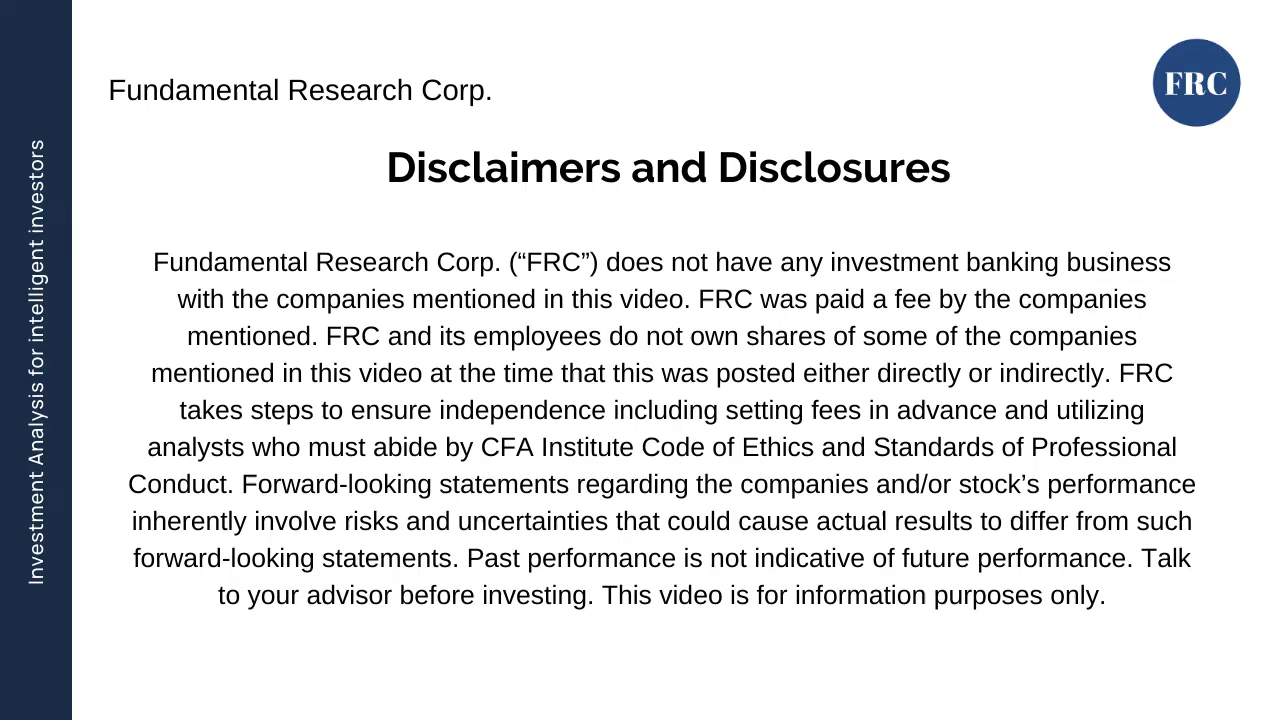 Fundamental Research Corp.
FRC
Disclaimers and Disclosures
Investment Analysis for intelligent investors
Fundamental Research Corp. (“FRC”) does not have any investment banking business
with the companies mentioned in this video. FRC was paid a fee by the companies
mentioned. FRC and its employees do not own shares of some of the companies
mentioned in this video at the time that this was posted either directly or indirectly. FRC
takes steps to ensure independence including setting fees in advance and utilizing
analysts who must abide by CFA Institute Code of Ethics and Standards of Professional
Conduct. Forward-looking statements regarding the companies and/or stock’s performance
inherently involve risks and uncertainties that could cause actual results to differ from such
forward-looking statements. Past performance is not indicative of future performance. Talk
to your advisor before investing. This video is for information purposes only.